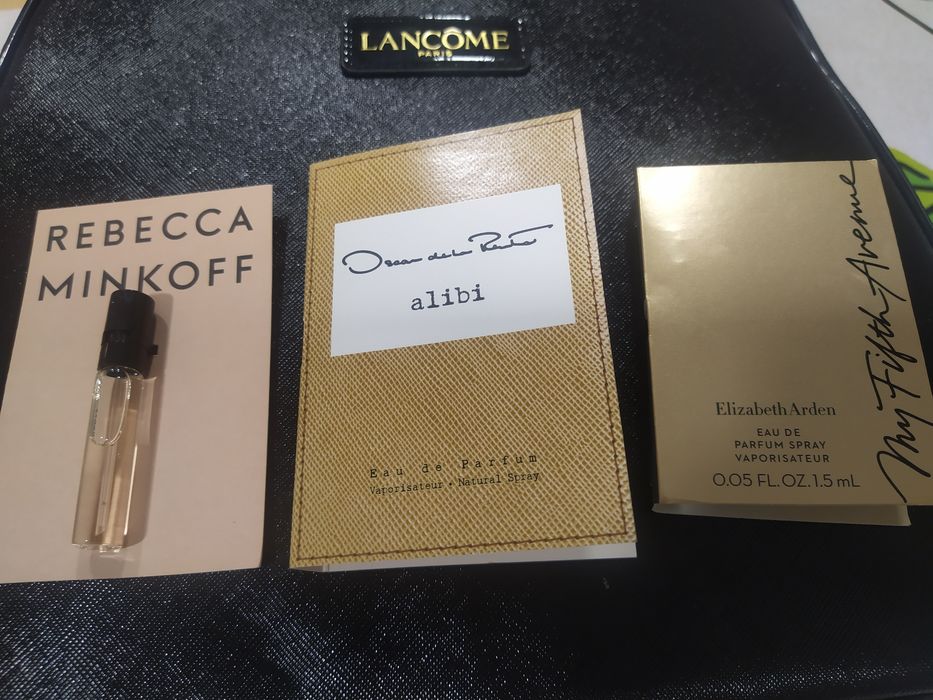 LANCÔME
PARIS
REBECCA
MINKOFF
Oscar de la Renta
alibi
Eau de Parfum
Vaporisateur • Natural Spray
My Fifth Avenue
Elizabeth Arden
EAU DE
PARFUM SPRAY
VAPORISATEUR
0.05 FL.OZ.1.5 mL